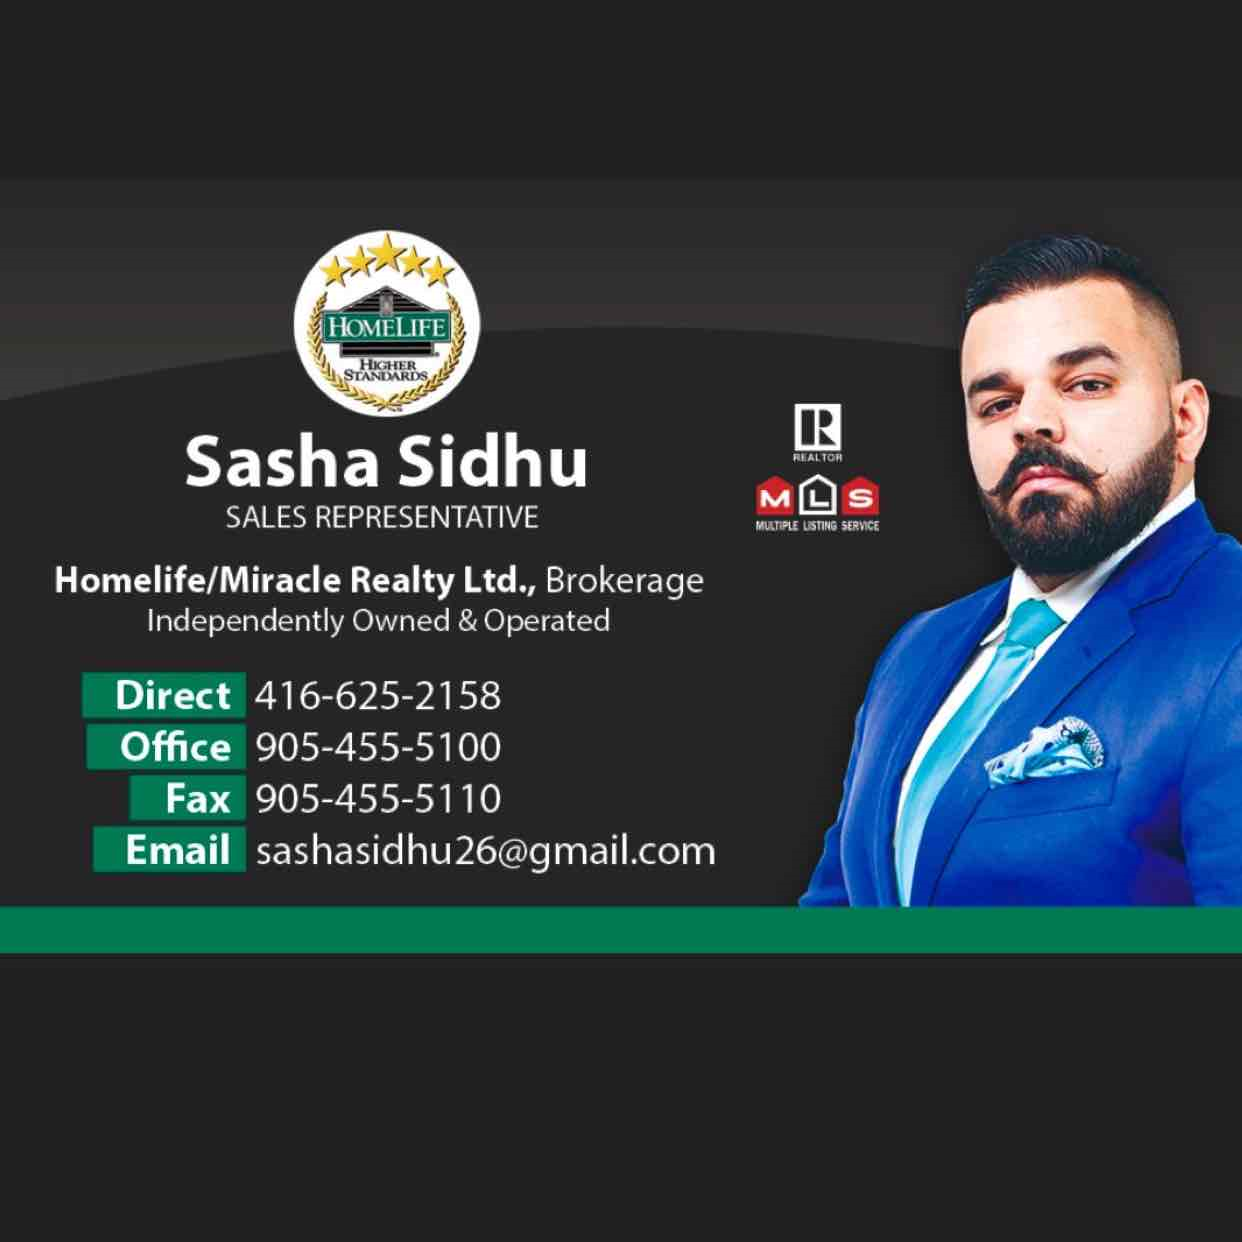 HOMELIFE
HIGHER
STANDARDS
Sasha Sidhu
SALES REPRESENTATIVE
Homelife/Miracle Realty Ltd., Brokerage
Independently Owned & Operated
Direct 416-625-2158
Office 905-455-5100
Fax 905-455-5110
Email sashasidhu26@gmail.com
R
REALTOR
MLS
MULTIPLE LISTING SERVICE